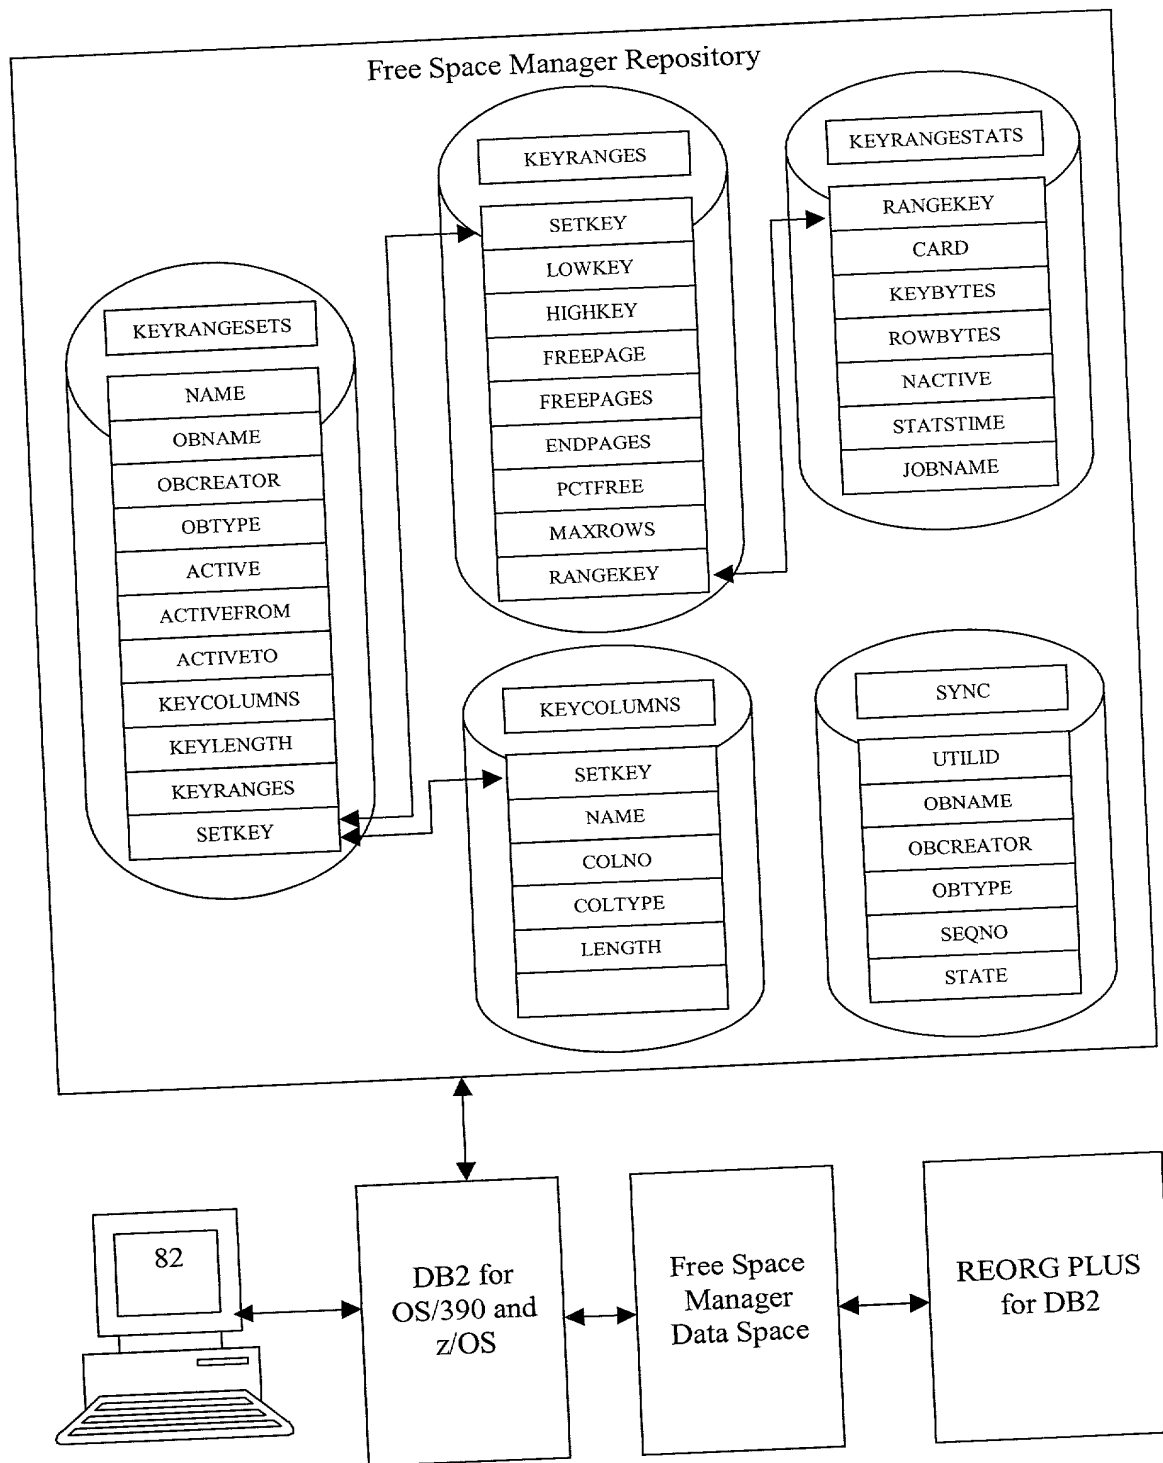 Free Space Manager Repository
KEYRANGESETS
NAME
OBNAME
OBCREATOR
OBTYPE
ACTIVE
ACTIVEFROM
ACTIVETO
KEYCOLUMNS
KEYLENGTH
KEYRANGES
SETKEY
KEYRANGES
SETKEY
LOWKEY
HIGHKEY
FREEPAGE
FREEPAGES
ENDPAGES
PCTFREE
MAXROWS
RANGEKEY
KEYRANGESTATS
RANGEKEY
CARD
KEYBYTES
ROWBYTES
NACTIVE
STATSTIME
JOBNAME
KEYCOLUMNS
SETKEY
NAME
COLNO
COLTYPE
LENGTH
SYNC
UTILID
OBNAME
OBCREATOR
OBTYPE
SEQNO
STATE
82
DB2 for
OS/390 and
z/OS
Free Space
Manager
Data Space
REORG PLUS
for DB2